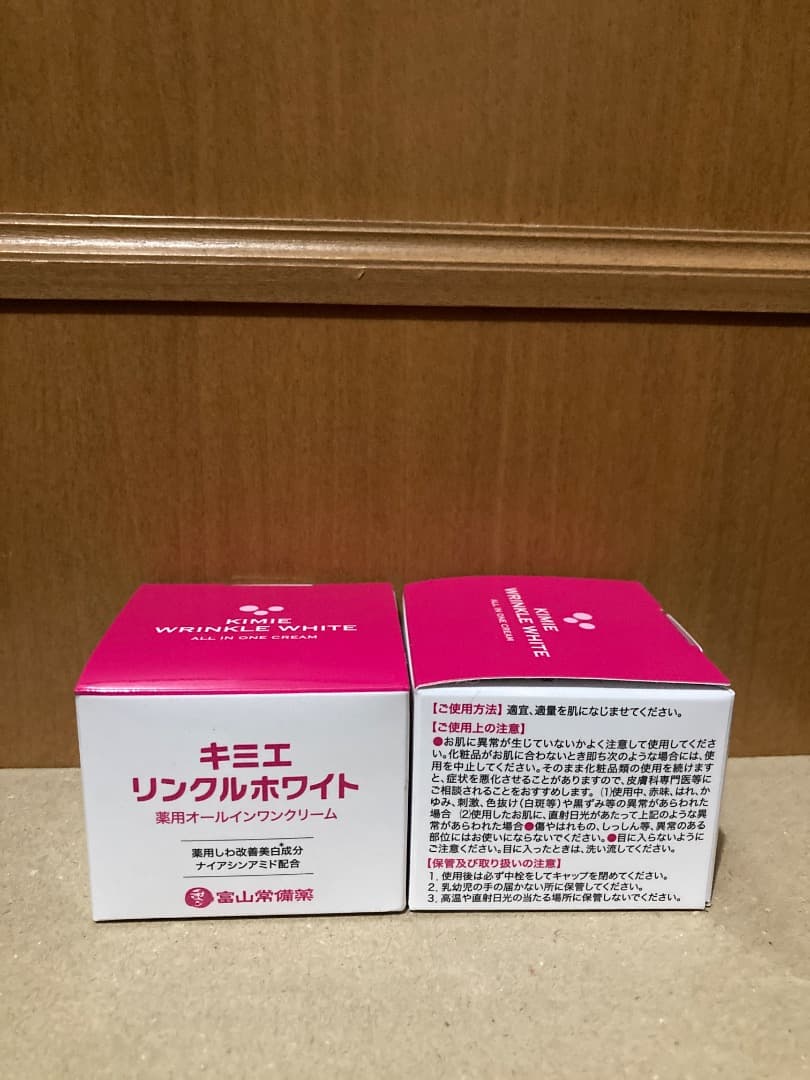 KIMIE
WRINKLE WHITE
ALL IN ONE CREAM
キミエ
リンクルホワイト
薬用オールインワンクリーム
薬用しわ改善美白*成分
ナイアシンアミド配合
富山常備薬
KIMIE
WRINKLE WHITE
ALL IN ONE CREAM
【ご使用方法】適宜、適量を肌になじませてください。
【ご使用上の注意】
●お肌に異常が生じていないかよく注意して使用してくださ
い。化粧品がお肌に合わないとき即ち次のような場合には、使
用を中止してください。そのまま化粧品類の使用を続けます
と、症状を悪化させることがありますので、皮膚科専門医等に
ご相談されることをおすすめします。(1)使用中、赤味、はれ、か
ゆみ、刺激、色抜け(白斑等)や黒ずみ等の異常があらわれた
場合 (2)使用したお肌に、直射日光があたって上記のような異
常があらわれた場合●傷やはれもの、しっしん等、異常のある
部位にはお使いにならないでください。●目に入らないように
ご注意ください。目に入ったときは、洗い流してください。
【保管及び取り扱いの注意】
1. 使用後は必ず中栓をしてキャップを閉めてください。
2. 乳幼児の手の届かない所に保管してください。
3. 高温や直射日光の当たる場所に保管しないでください。